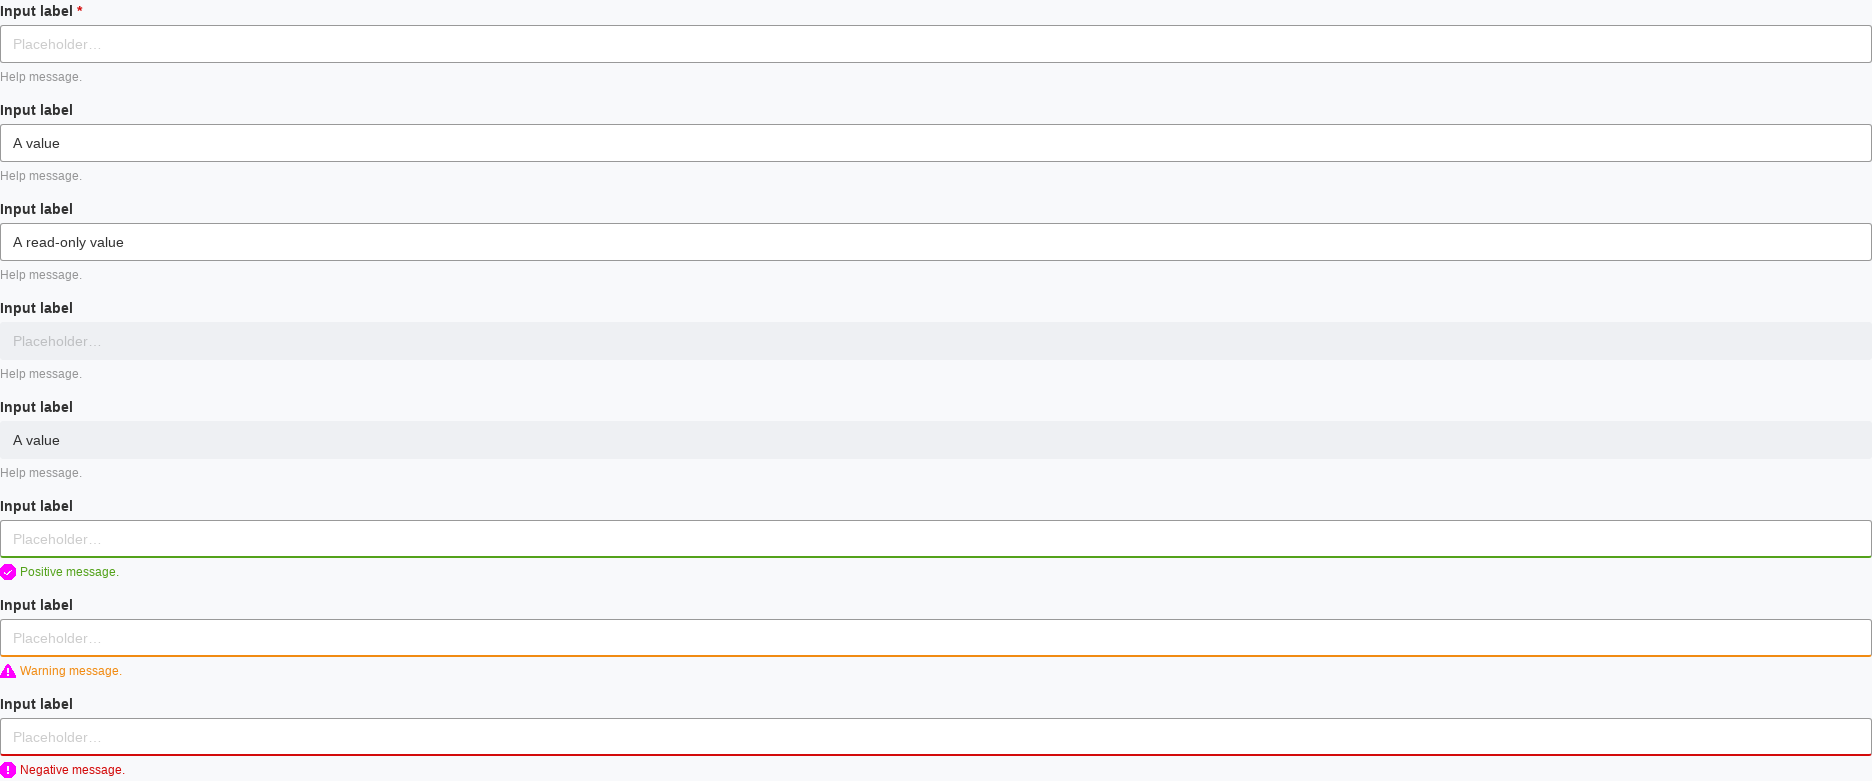 Input label *
Placeholder…
Help message.
Input label
A value
Help message.
Input label
A read-only value
Help message.
Input label
Placeholder…
Help message.
Input label
A value
Help message.
Input label
Placeholder…
Positive message.
Input label
Placeholder…
Warning message.
Input label
Placeholder…
Negative message.